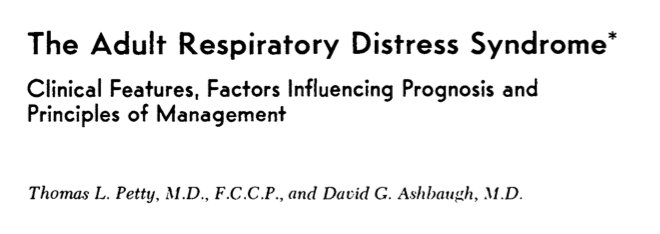 The Adult Respiratory Distress Syndrome*
Clinical Features, Factors Influencing Prognosis and
Principles of Management
Thomas L. Petty, M.D., F.C.C.P., and David G. Ashbaugh, M.D.